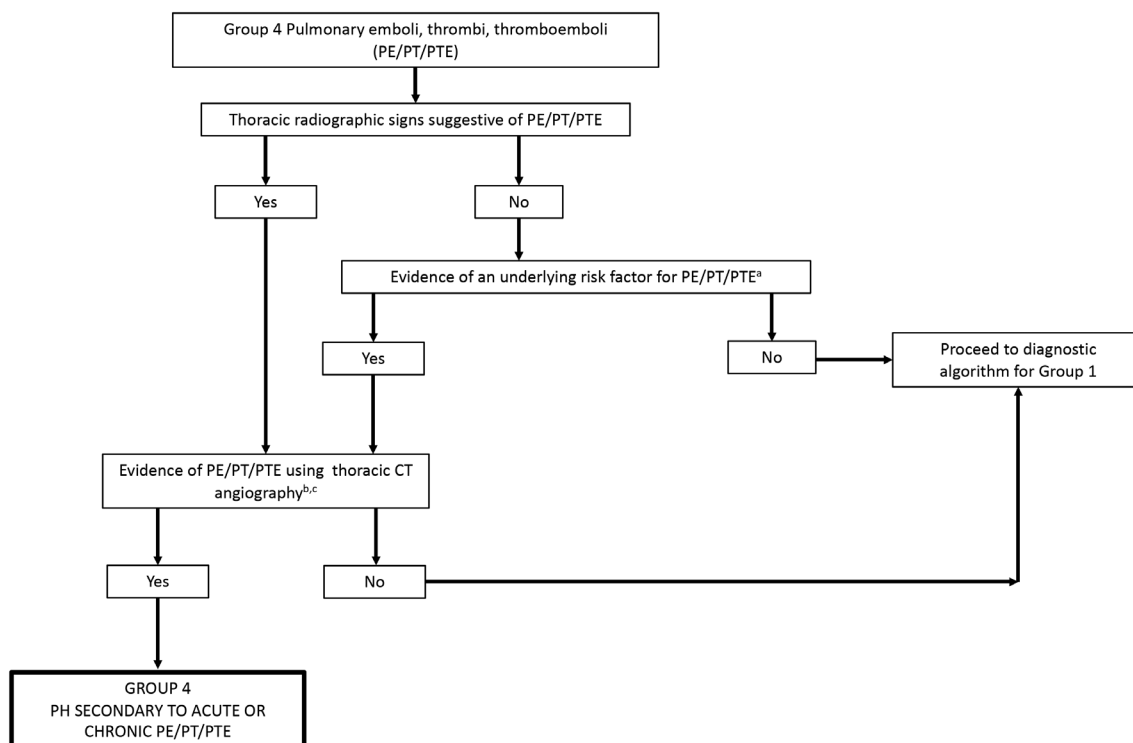 Group 4 Pulmonary emboli, thrombi, thromboemboli
(PE/PT/PTE)
Thoracic radiographic signs suggestive of PE/PT/PTE
Yes
No
Evidence of an underlying risk factor for PE/PT/PTEᵃ
Yes
No
Proceed to diagnostic
algorithm for Group 1
Evidence of PE/PT/PTE using thoracic CT
angiographyᵇ,ᶜ
Yes
No
GROUP 4
PH SECONDARY TO ACUTE OR
CHRONIC PE/PT/PTE